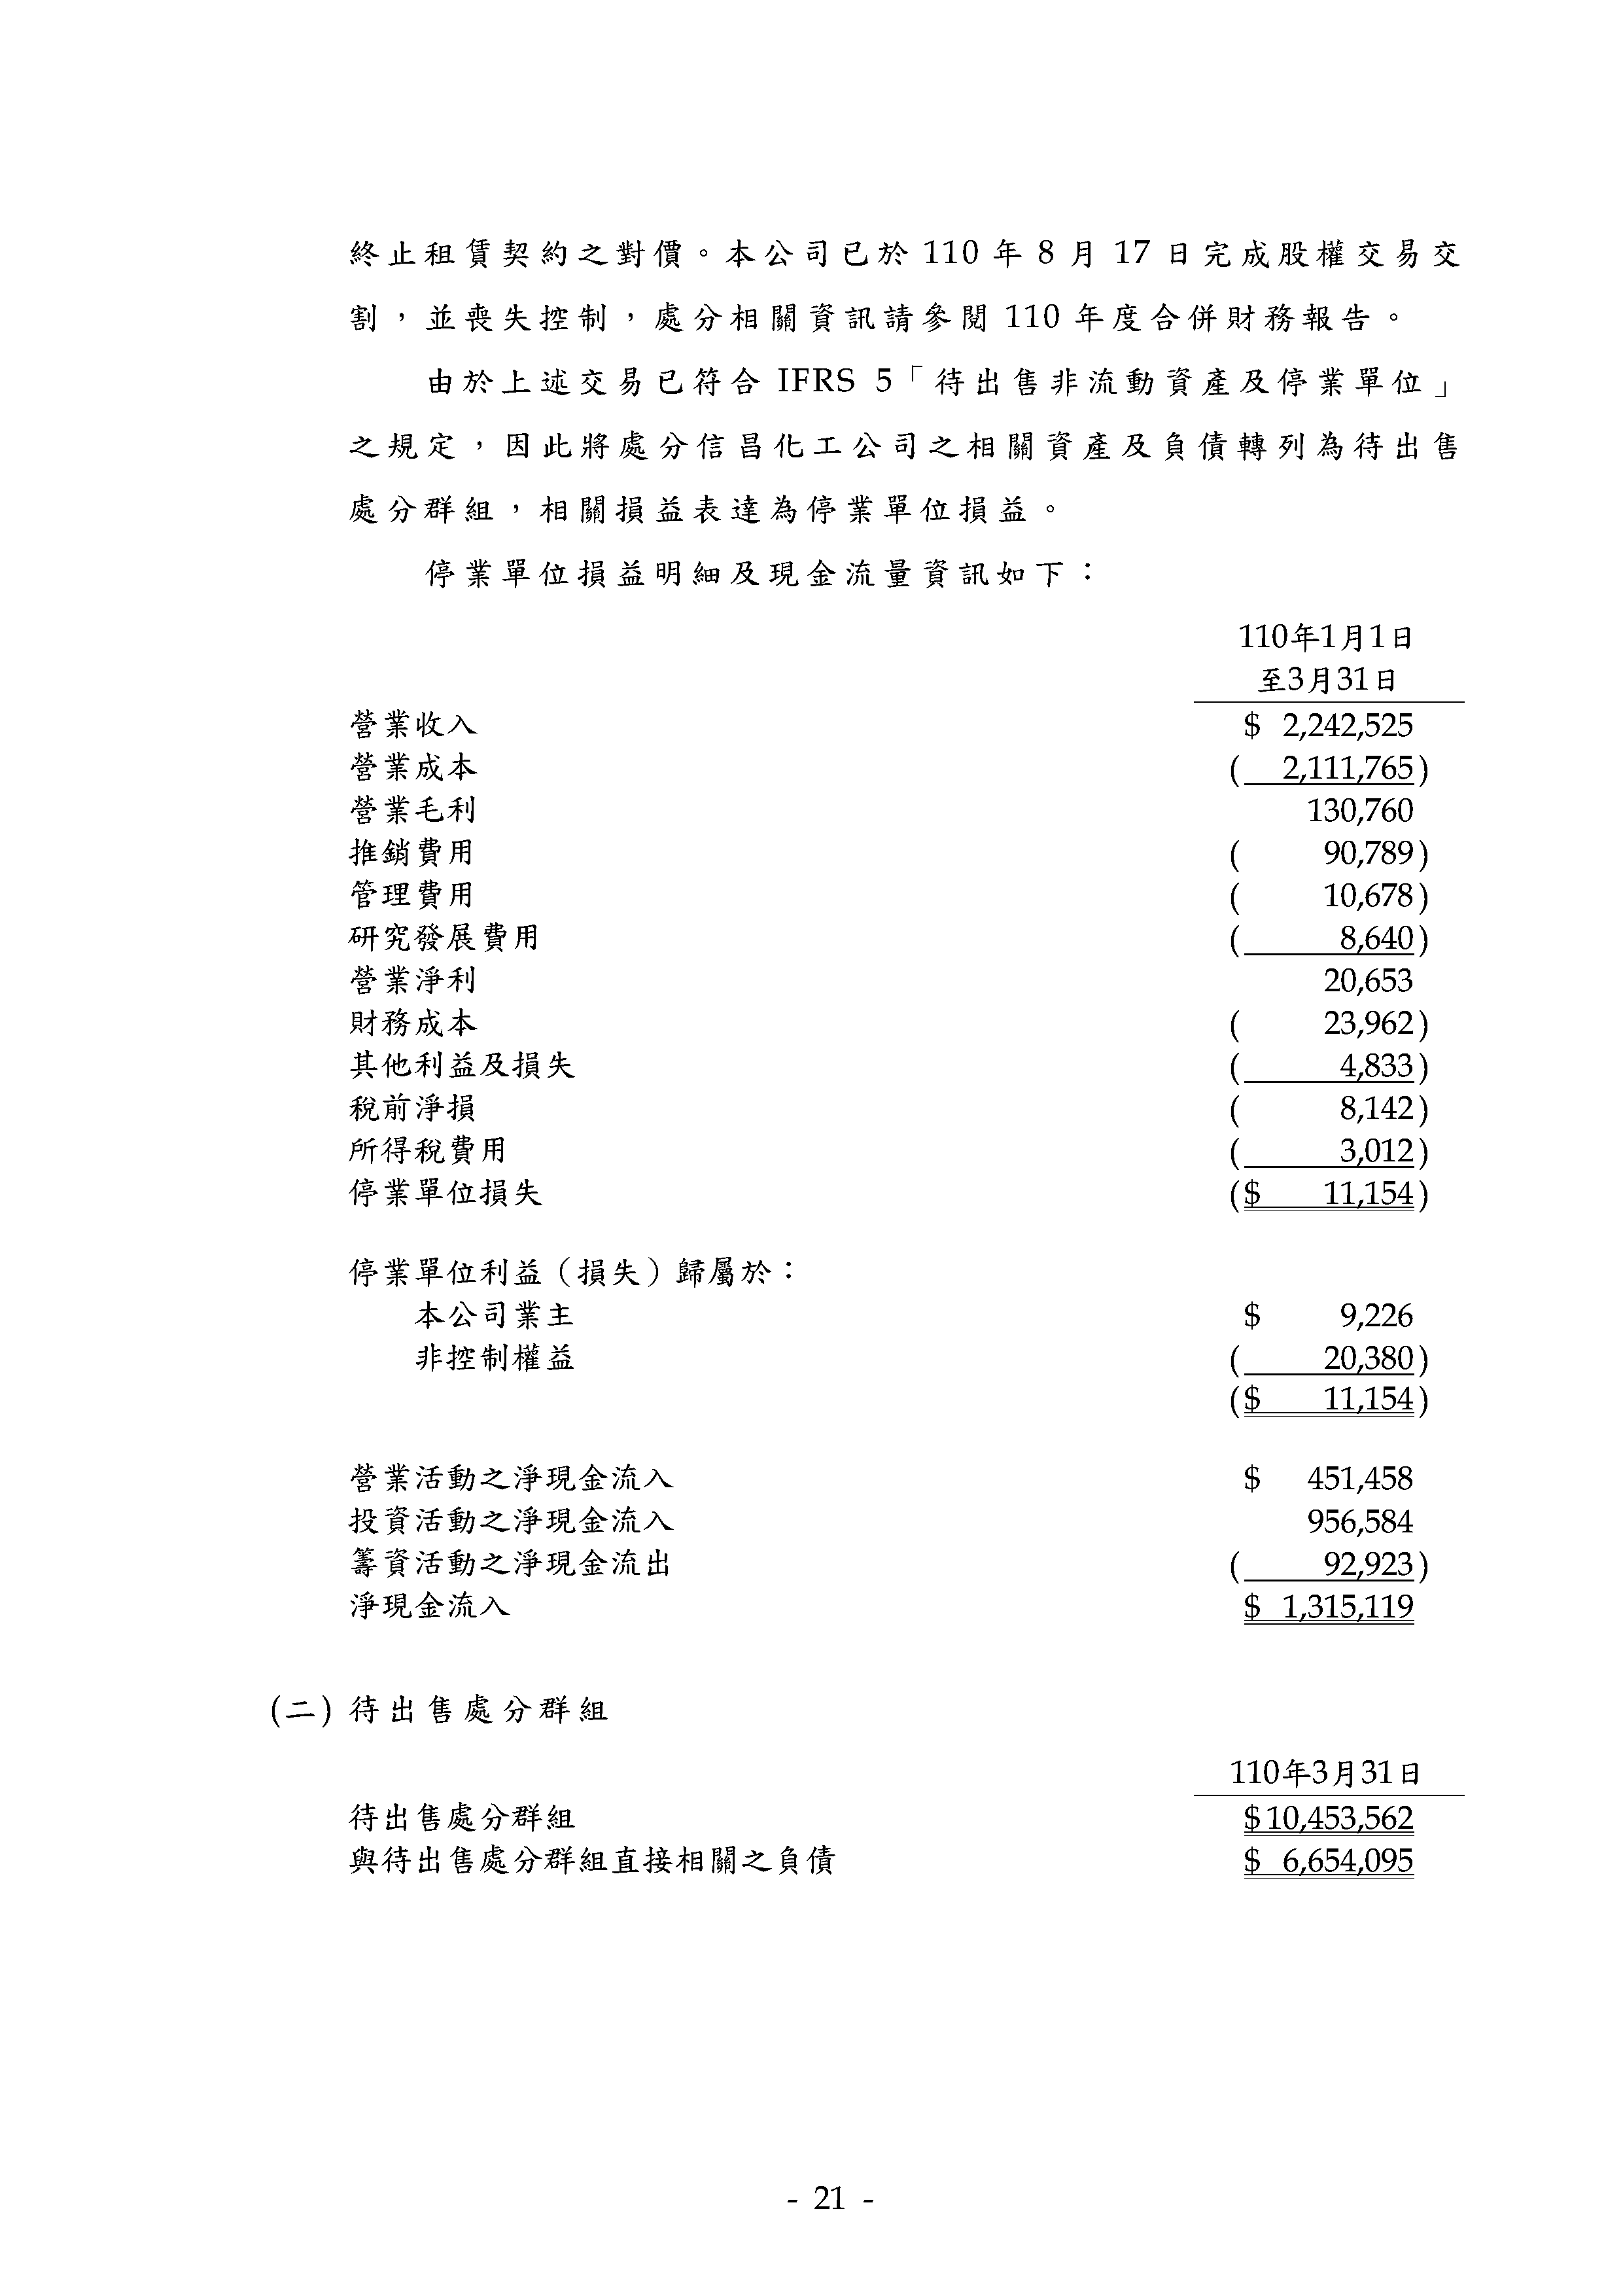 終止租賃契約之對價。本公司已於 110 年 8 月 17 日完成股權交易交
割，並喪失控制，處分相關資訊請參閱 110 年度合併財務報告。
由於上述交易已符合 IFRS 5「待出售非流動資產及停業單位」
之規定，因此將處分信昌化工公司之相關資產及負債轉列為待出售
處分群組，相關損益表達為停業單位損益。
停業單位損益明細及現金流量資訊如下：
110年1月1日
至3月31日
營業收入 $ 2,242,525
營業成本 ( 2,111,765)
營業毛利 130,760
推銷費用 ( 90,789)
管理費用 ( 10,678)
研究發展費用 ( 8,640)
營業淨利 20,653
財務成本 ( 23,962)
其他利益及損失 ( 4,833)
稅前淨損 ( 8,142)
所得稅費用 ( 3,012)
停業單位損失 ($ 11,154)
停業單位利益（損失）歸屬於：
本公司業主 $ 9,226
非控制權益 ( 20,380)
($ 11,154)
營業活動之淨現金流入 $ 451,458
投資活動之淨現金流入 956,584
籌資活動之淨現金流出 ( 92,923)
淨現金流入 $ 1,315,119
(二) 待出售處分群組
110年3月31日
待出售處分群組 $10,453,562
與待出售處分群組直接相關之負債 $ 6,654,095
- 21 -